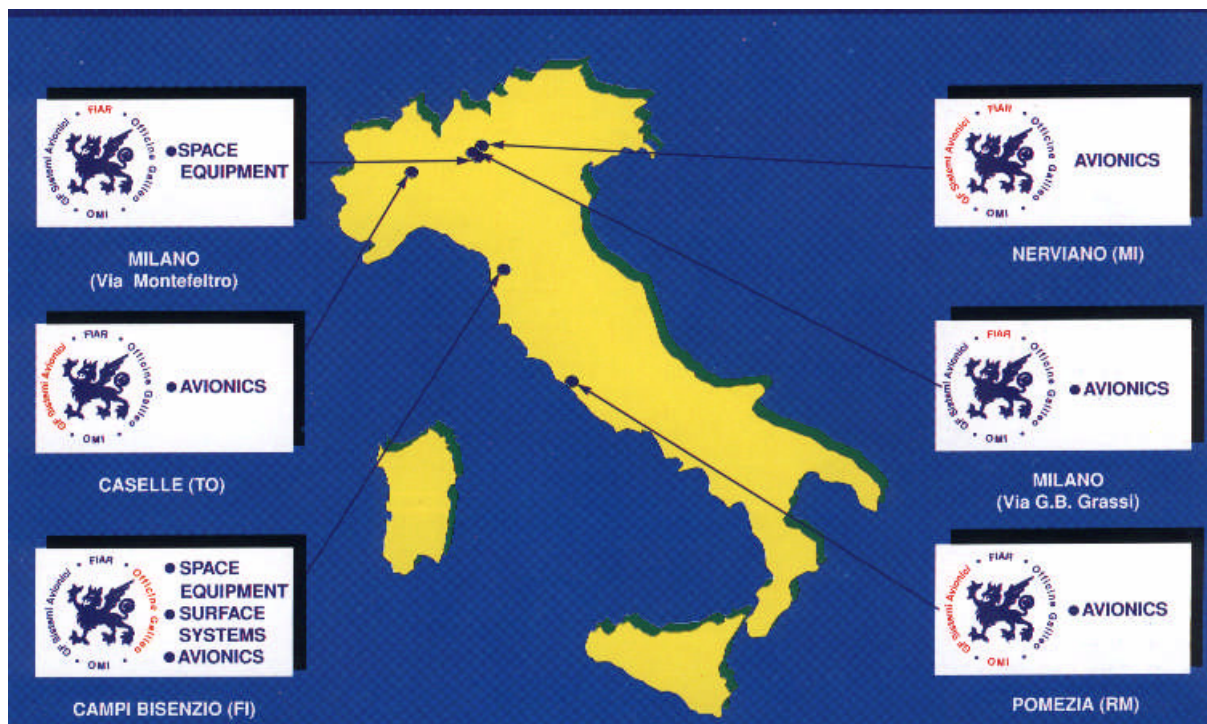 FIAR
GF Sistemi Avionici
Officine Galileo
OMI
● SPACE
EQUIPMENT
MILANO
(Via Montefeltro)
FIAR
GF Sistemi Avionici
Officine Galileo
OMI
● AVIONICS
CASELLE (TO)
FIAR
GF Sistemi Avionici
Officine Galileo
OMI
● SPACE
EQUIPMENT
● SURFACE
SYSTEMS
● AVIONICS
CAMPI BISENZIO (FI)
FIAR
GF Sistemi Avionici
Officine Galileo
OMI
AVIONICS
NERVIANO (MI)
FIAR
GF Sistemi Avionici
Officine Galileo
OMI
● AVIONICS
MILANO
(Via G.B. Grassi)
FIAR
GF Sistemi Avionici
Officine Galileo
OMI
● AVIONICS
POMEZIA (RM)